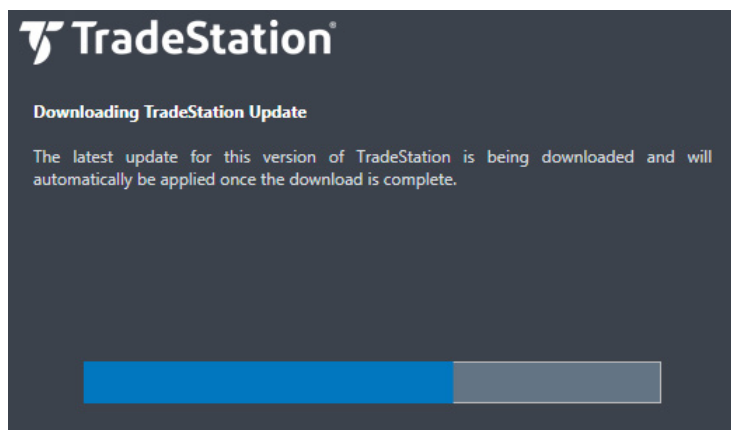 TradeStation®
Downloading TradeStation Update
The latest update for this version of TradeStation is being downloaded and will
automatically be applied once the download is complete.